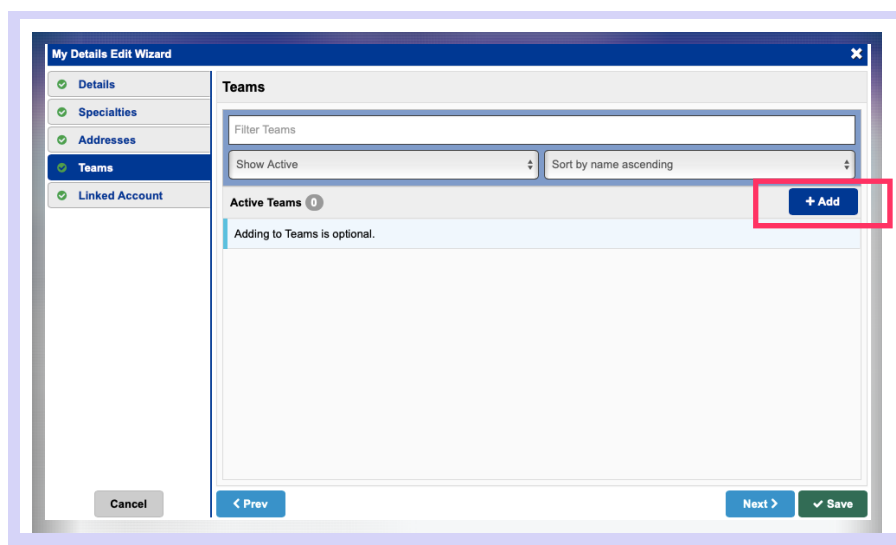 My Details Edit Wizard
Details
Specialties
Addresses
Teams
Linked Account
Cancel
Teams
Filter Teams
Show Active
Sort by name ascending
Active Teams 0
+ Add
Adding to Teams is optional.
Prev
Next
Save